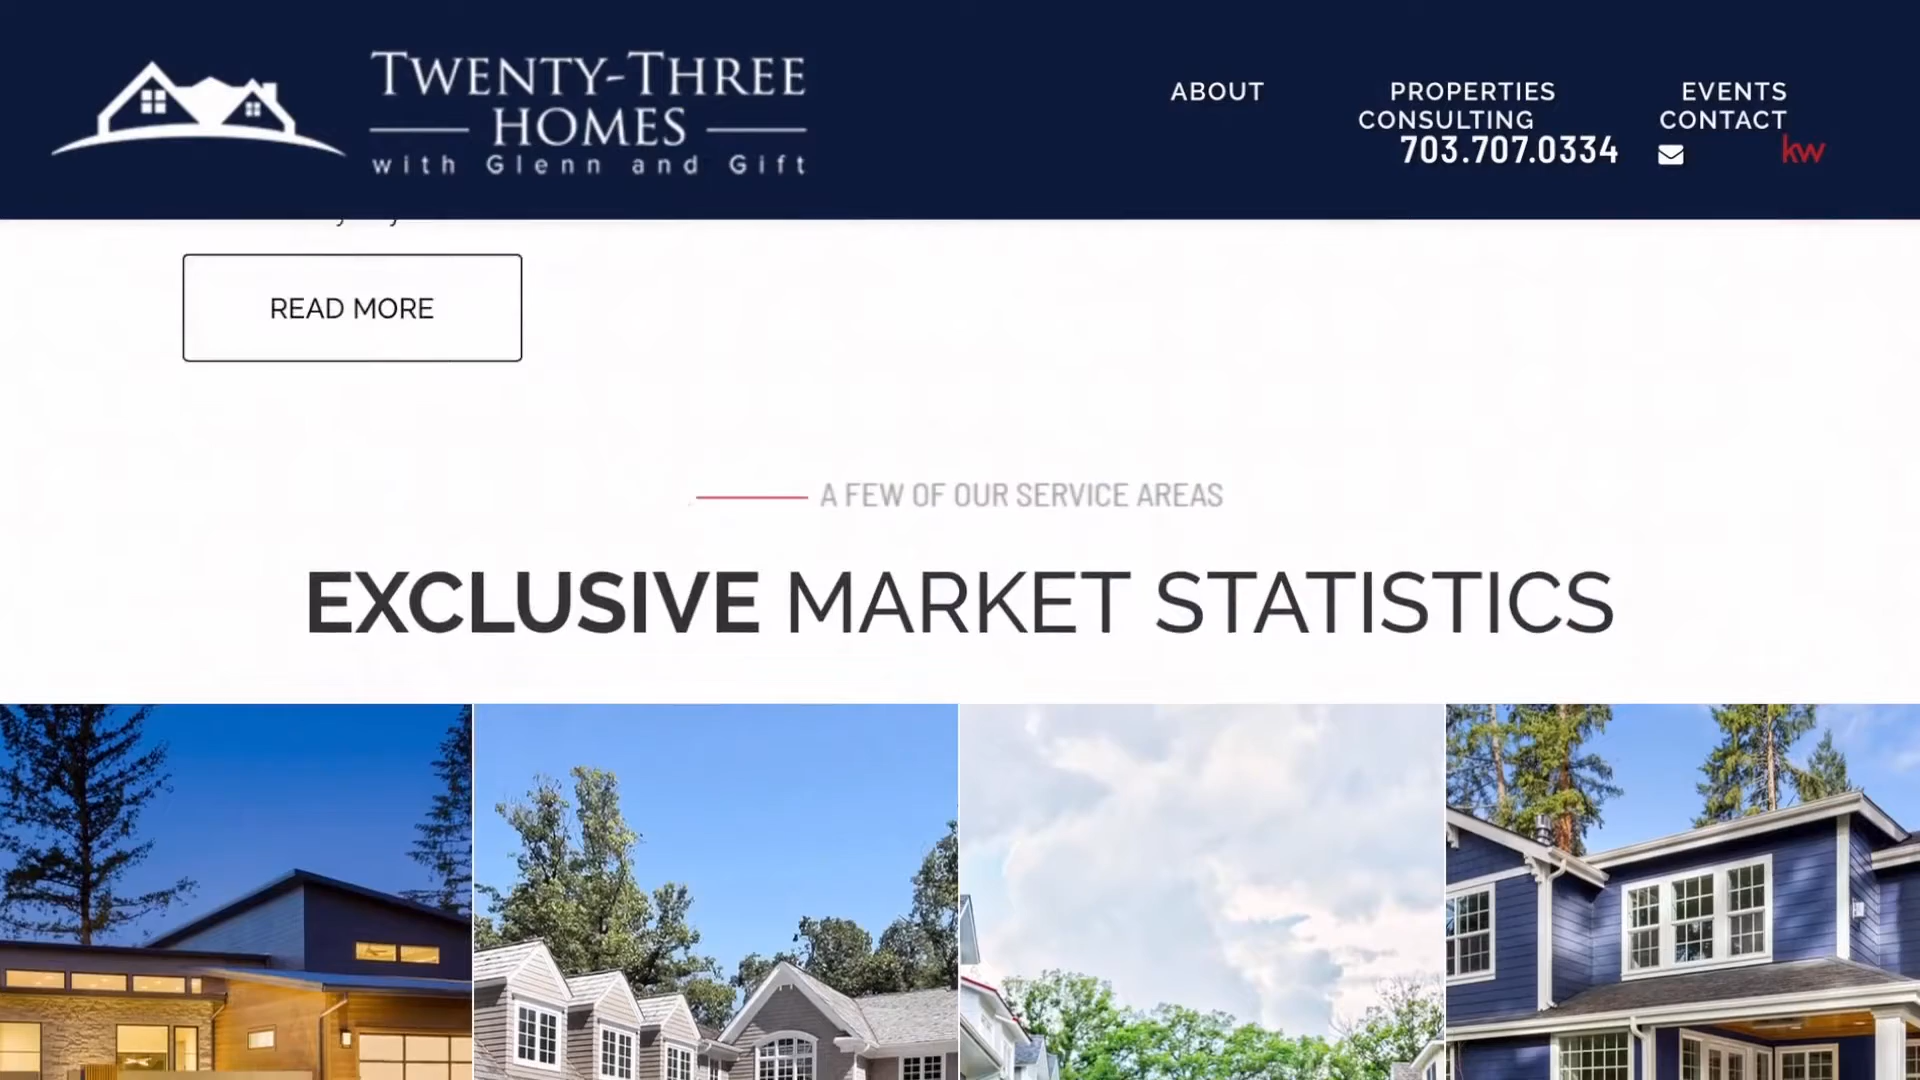 TWENTY-THREE
HOMES
with Glenn and Gift
ABOUT PROPERTIES EVENTS
CONSULTING CONTACT
703.707.0334 kw
READ MORE
A FEW OF OUR SERVICE AREAS
EXCLUSIVE MARKET STATISTICS